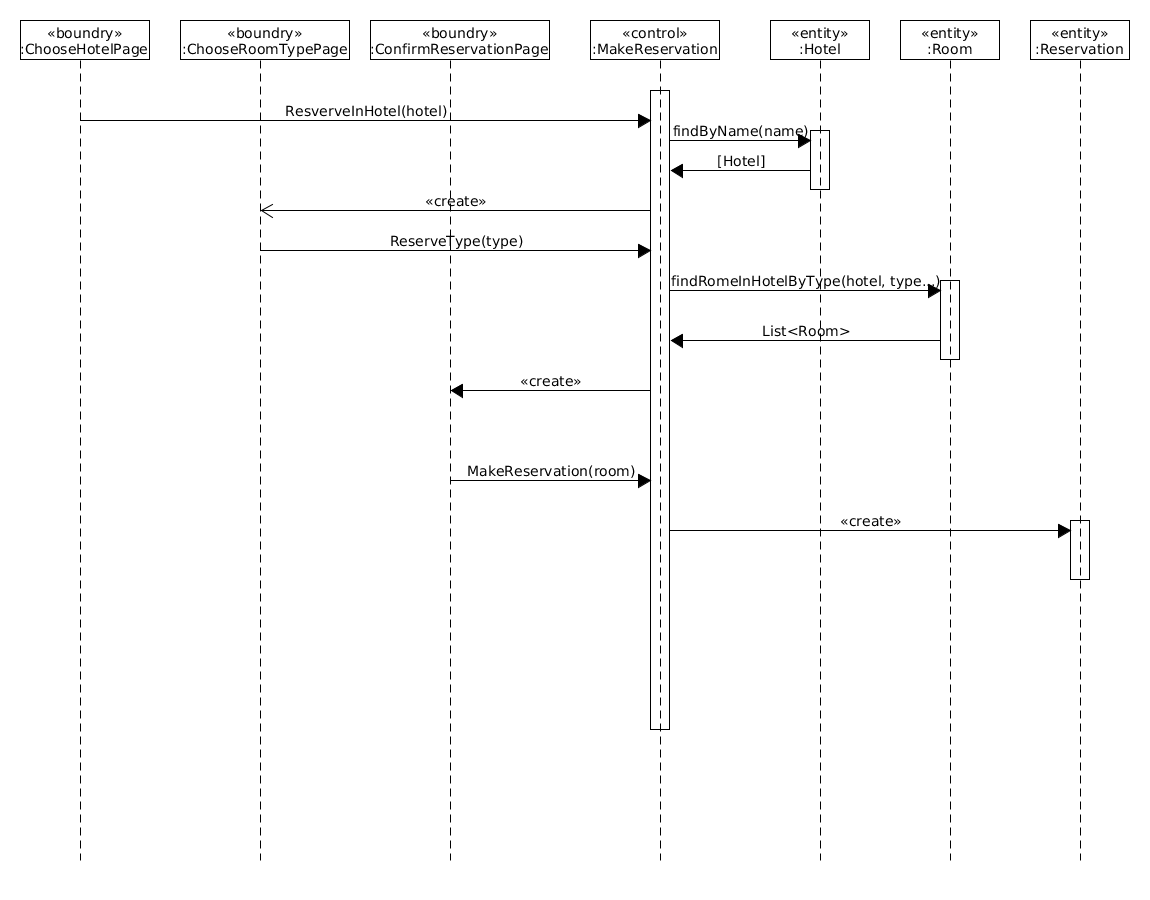 «boundry»
:ChooseHotelPage
«boundry»
:ChooseRoomTypePage
«boundry»
:ConfirmReservationPage
«control»
:MakeReservation
«entity»
:Hotel
«entity»
:Room
«entity»
:Reservation
ResverveInHotel(hotel)
findByName(name)
[Hotel]
«create»
ReserveType(type)
findRomeInHotelByType(hotel, type...)
List<Room>
«create»
MakeReservation(room)
«create»